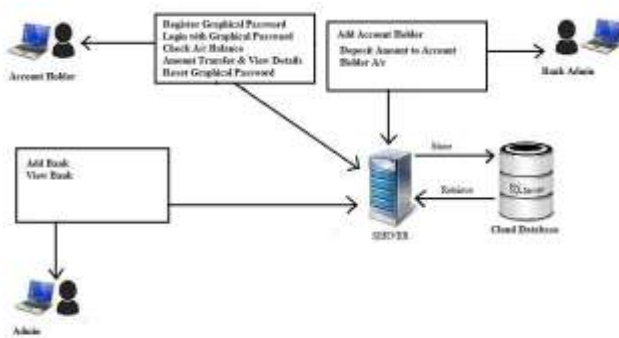 Register Graphical Password
Login with Graphical Password
Check A/c Balance
Amount Transfer & View Details
Reset Graphical Password
Account Holder
Add Account Holder
Deposit Amount to Account
Holder A/c
Bank Admin
Add Bank
View Bank
Store
Retrieve
SQL Server
SERVER
Cloud Database
Admin